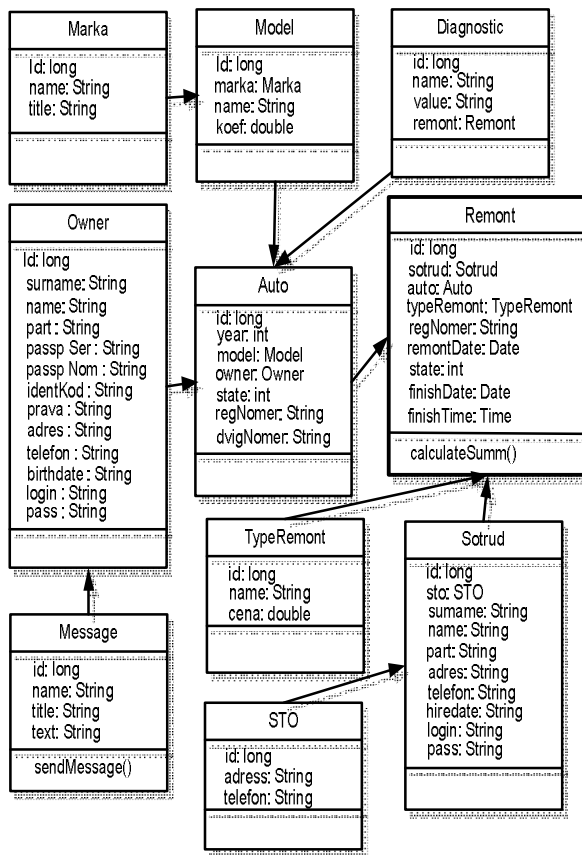 Marka
Id: long
name: String
title: String
Model
Id: long
marka: Marka
name: String
koef: double
Diagnostic
id: long
name: String
value: String
remont: Remont
Owner
Id: long
surname: String
name: String
part: String
passp Ser : String
passp Nom : String
identKod : String
prava : String
adres : String
telefon : String
birthdate : String
login : String
pass : String
Auto
id: long
year: int
model: Model
owner: Owner
state: int
regNomer: String
dvigNomer: String
Remont
id: long
sotrud: Sotrud
auto: Auto
typeRemont: TypeRemont
regNomer: String
remontDate: Date
state: int
finishDate: Date
finishTime: Time
calculateSumm()
TypeRemont
id: long
name: String
cena: double
Sotrud
id: long
sto: STO
surname: String
name: String
part: String
adres: String
telefon: String
hiredate: String
login: String
pass: String
Message
id: long
name: String
title: String
text: String
sendMessage()
STO
id: long
adress: String
telefon: String